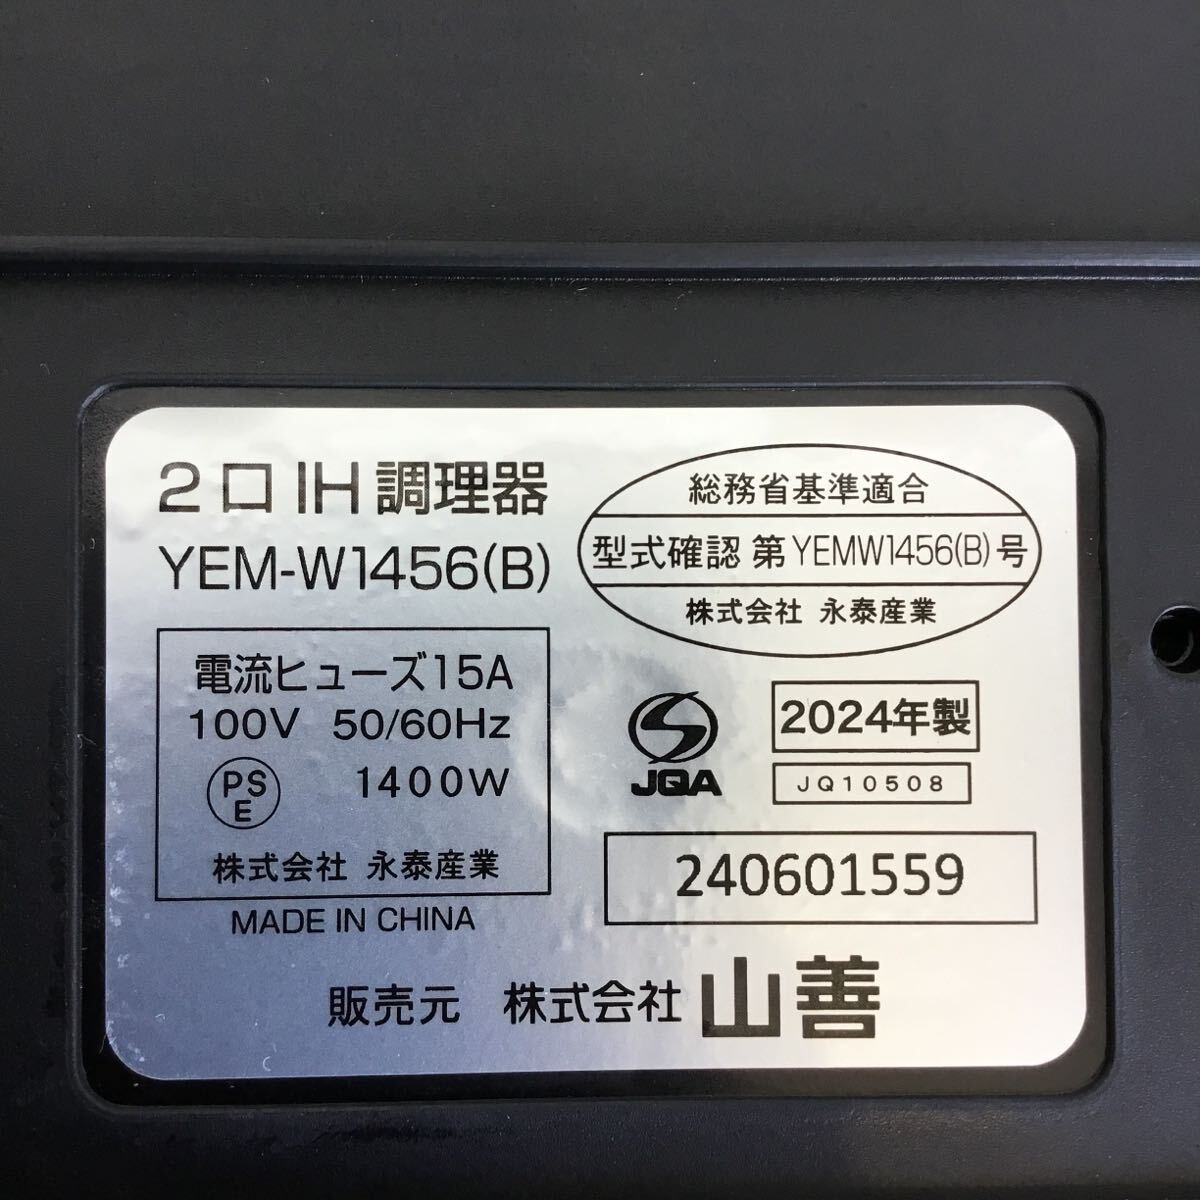 2口IH調理器
YEM-W1456(B)
電流ヒューズ15A
100V 50/60Hz
PS
E
1400W
株式会社 永泰産業
MADE IN CHINA
総務省基準適合
型式確認 第YEMW1456(B)号
株式会社 永泰産業
JQA
2024年製
JQ10508
240601559
販売元 株式会社 山善